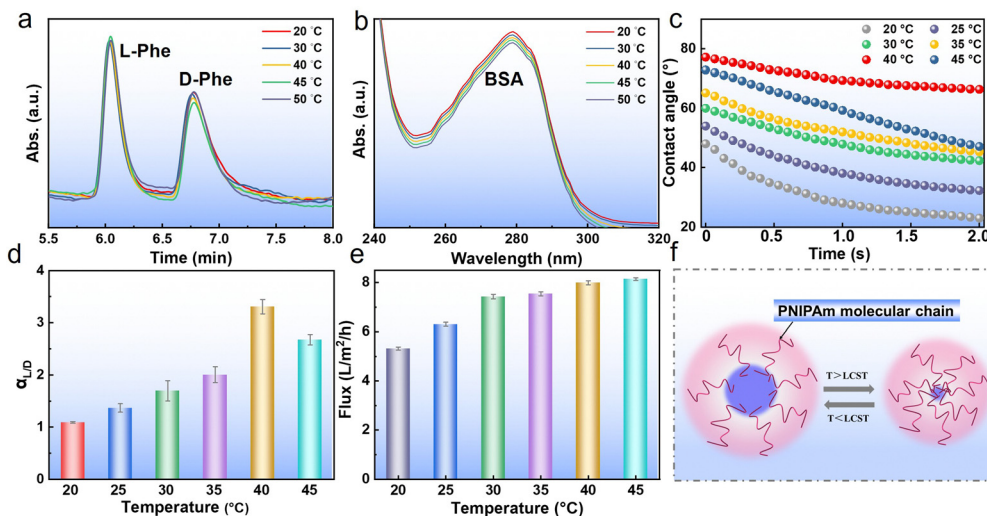 a
L-Phe
D-Phe
20 °C
30 °C
40 °C
45 °C
50 °C
Abs. (a.u.)
5.5 6.0 6.5 7.0 7.5 8.0
Time (min)
b
BSA
20 °C
30 °C
40 °C
45 °C
50 °C
Abs. (a.u.)
240 260 280 300 320
Wavelength (nm)
c
20 °C 25 °C
30 °C 35 °C
40 °C 45 °C
Contact angle (°)
80
60
40
20
0 0.5 1.0 1.5 2.0
Time (s)
d
αL/D
4
3
2
1
0
20 25 30 35 40 45
Temperature (°C)
e
Flux (L/m²/h)
8
6
4
2
0
20 25 30 35 40 45
Temperature (°C)
f
PNIPAm molecular chain
T>LCST
T<LCST